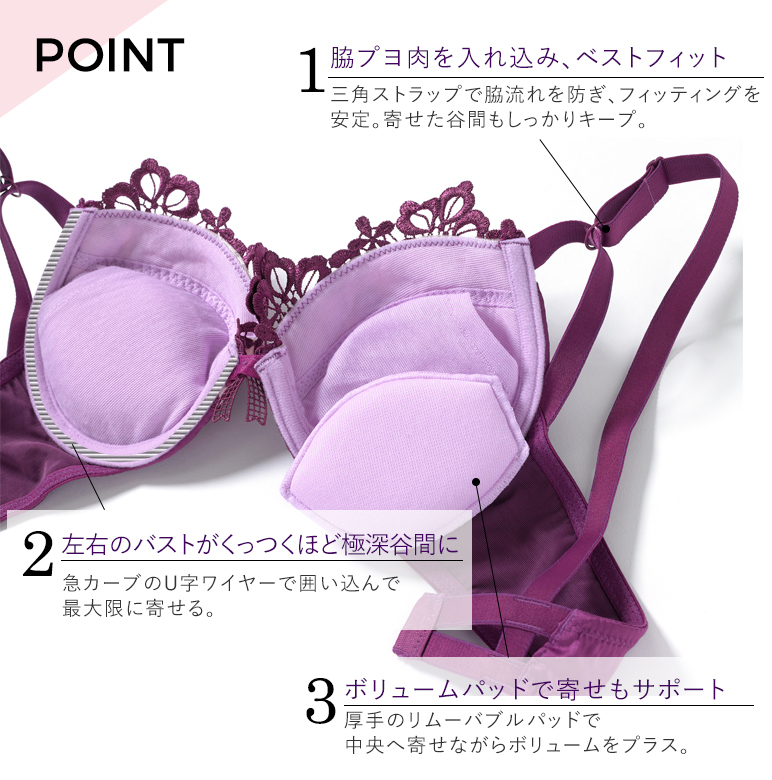 POINT
1 脇プヨ肉を入れ込み、ベストフィット
三角ストラップで脇流れを防ぎ、フィッティングを
安定。寄せた谷間もしっかりキープ。
2 左右のバストがくっつくほど極深谷間に
急カーブのU字ワイヤーで囲い込んで
最大限に寄せる。
3 ボリュームパッドで寄せもサポート
厚手のリムーバブルパッドで
中央へ寄せながらボリュームをプラス。